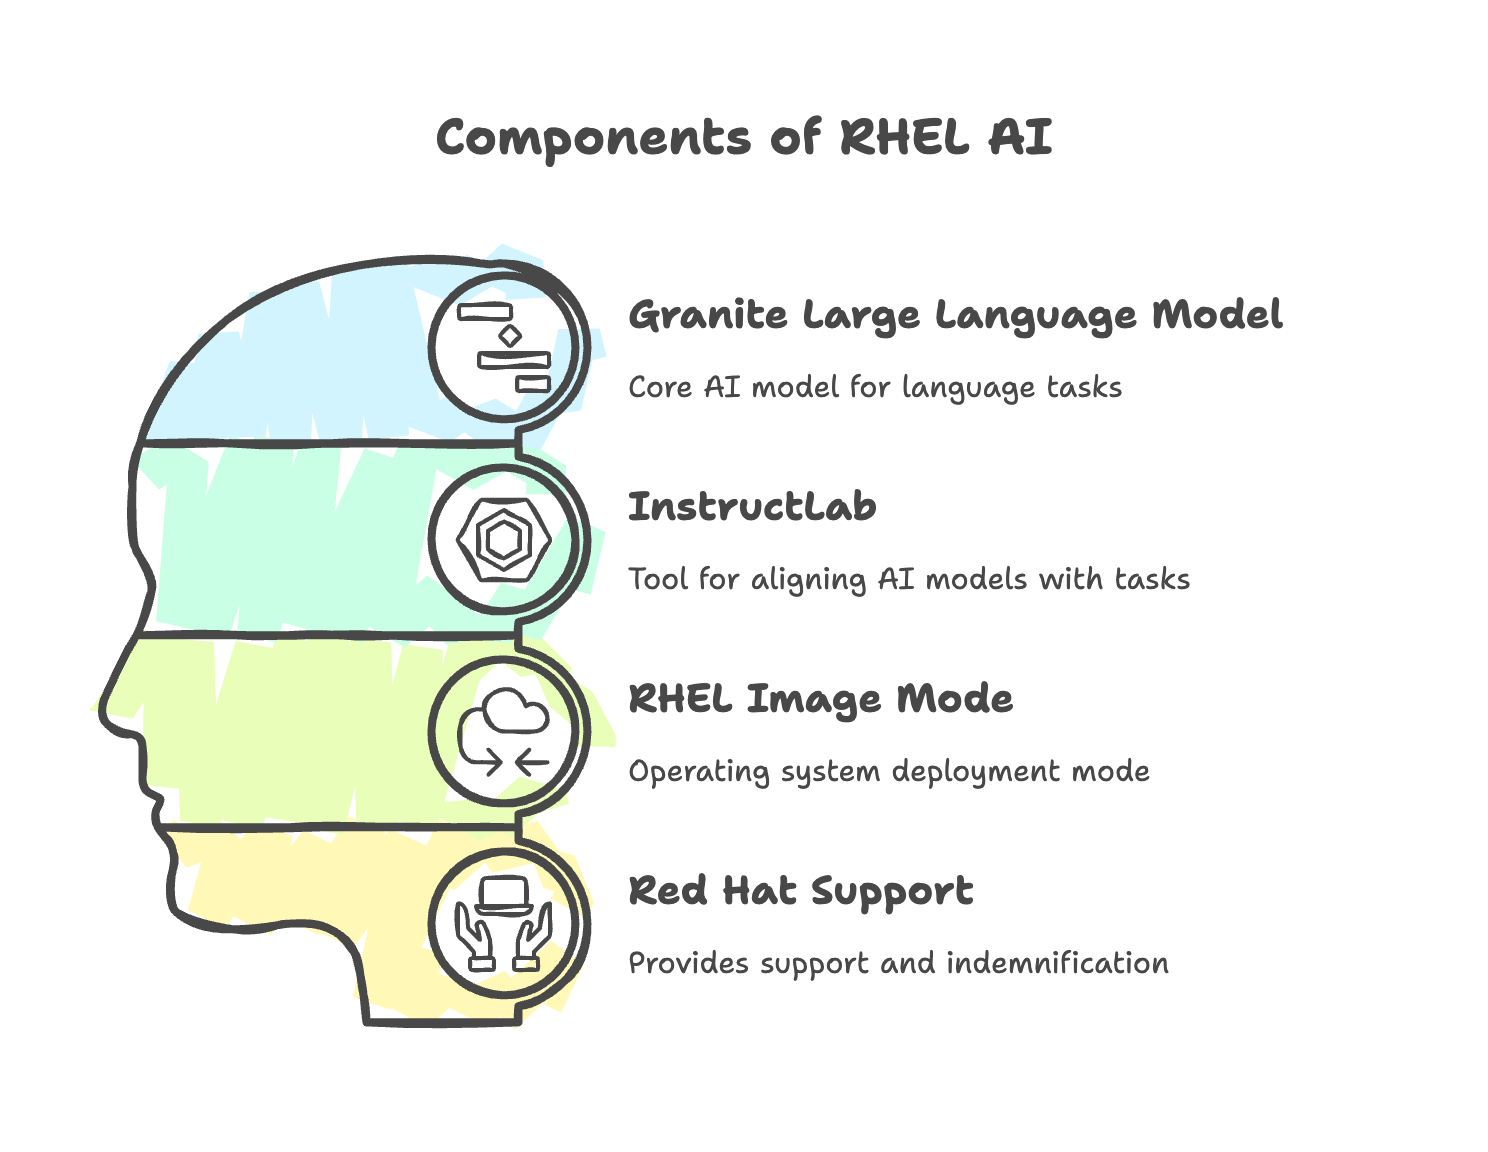 Components of RHEL AI
Granite Large Language Model
Core AI model for language tasks
InstructLab
Tool for aligning AI models with tasks
RHEL Image Mode
Operating system deployment mode
Red Hat Support
Provides support and indemnification